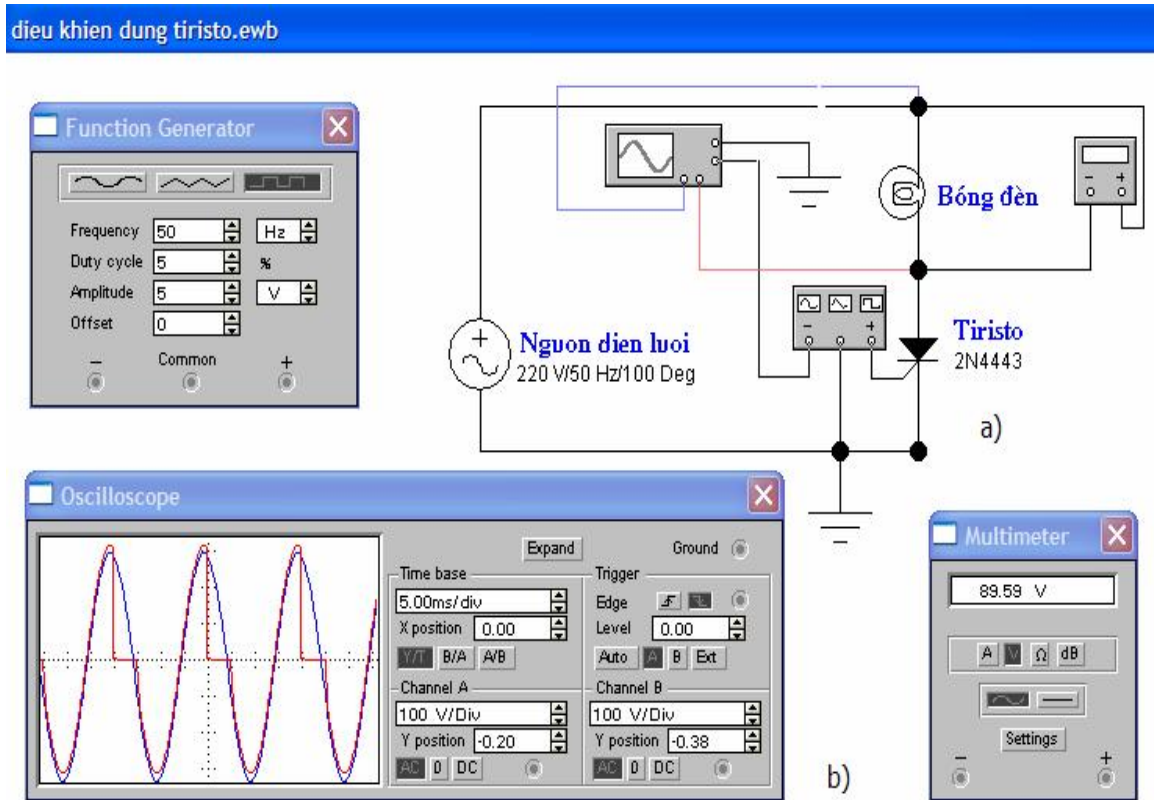 dieu khien dung tiristo.ewb
Function Generator
Frequency 50 Hz
Duty cycle 5 %
Amplitude 5 V
Offset 0
− Common +
Bóng đèn
− +
− +
Nguon dien luoi
220 V/50 Hz/100 Deg
Tiristo
2N4443
a)
Oscilloscope
Expand Ground
Time base Trigger
5.00ms/div Edge
X position 0.00 Level 0.00
Y/T B/A A/B Auto A B Ext
Channel A Channel B
100 V/Div 100 V/Div
Y position -0.20 Y position -0.38
AC 0 DC AC 0 DC
b)
Multimeter
89.59 V
A V Ω dB
Settings
− +